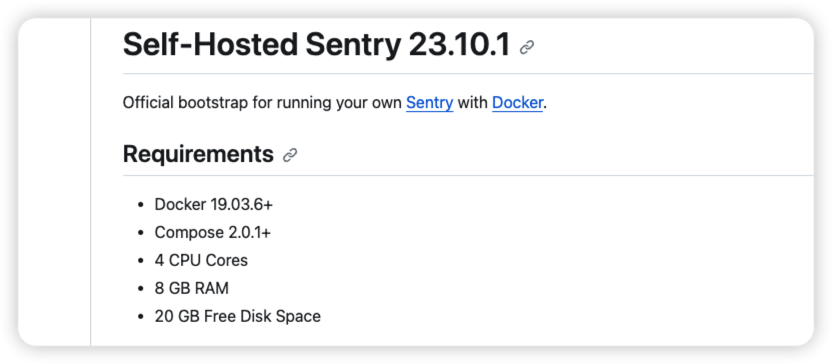 Self-Hosted Sentry 23.10.1
Official bootstrap for running your own Sentry with Docker.
Requirements
• Docker 19.03.6+
• Compose 2.0.1+
• 4 CPU Cores
• 8 GB RAM
• 20 GB Free Disk Space